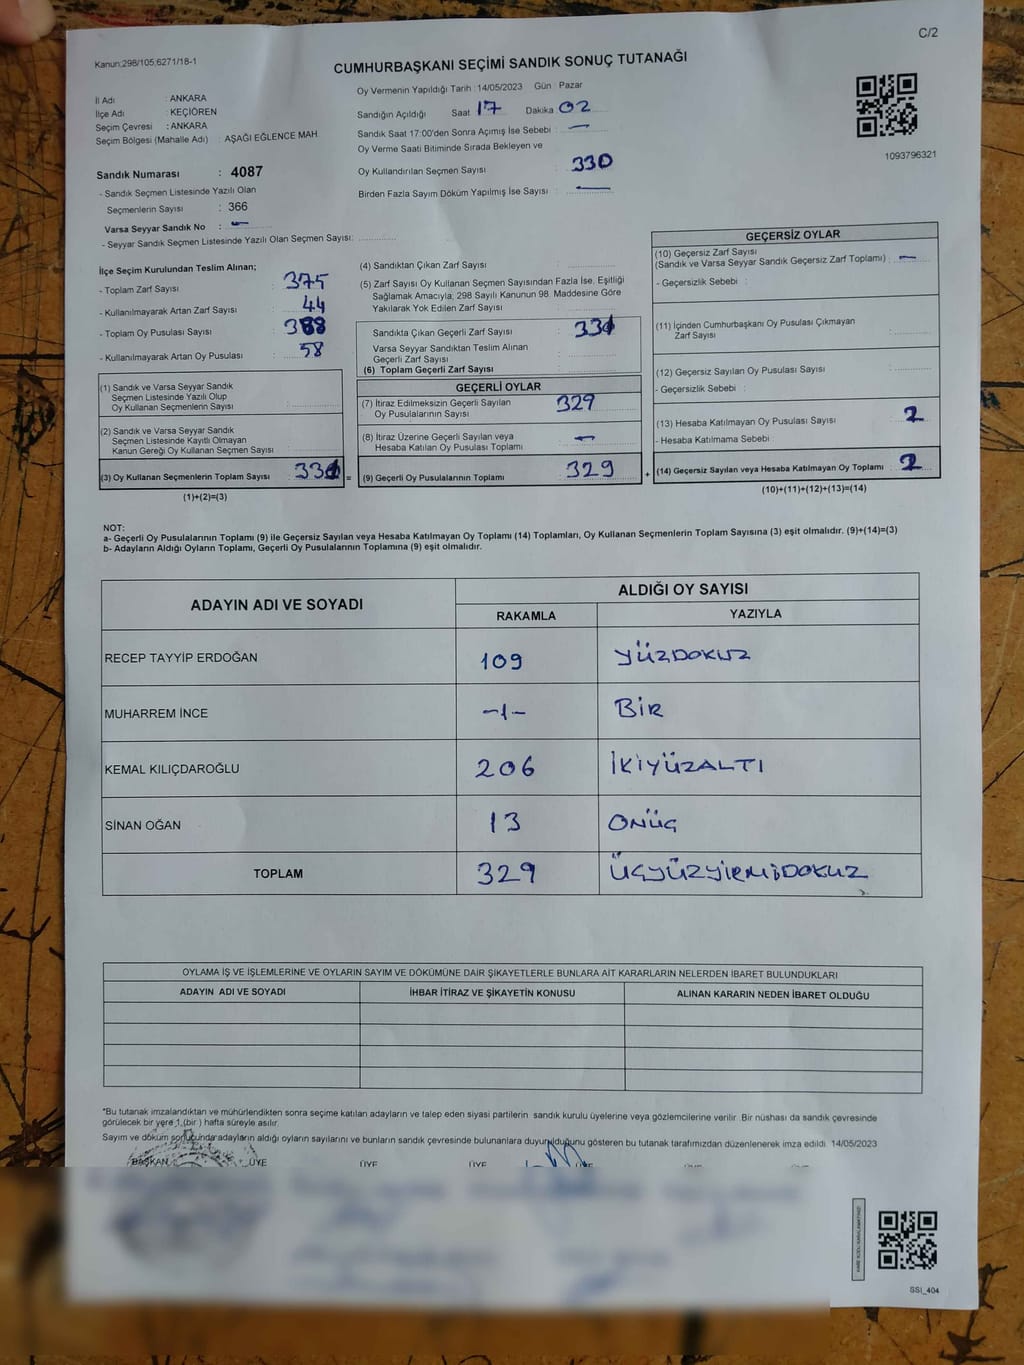 C/2
Kanun:298/105;6271/18-1
CUMHURBAŞKANI SEÇİMİ SANDIK SONUÇ TUTANAĞI
İl Adı : ANKARA
İlçe Adı : KEÇİÖREN
Seçim Çevresi : ANKARA
Seçim Bölgesi (Mahalle Adı) : AŞAĞI EĞLENCE MAH.
Oy Vermenin Yapıldığı Tarih : 14/05/2023 Gün : Pazar
Sandığın Açıldığı Saat 17 Dakika 02
Sandık Saat 17:00'den Sonra Açılmış İse Sebebi : —
Oy Verme Saati Bitiminde Sırada Bekleyen ve
Oy Kullandırılan Seçmen Sayısı : 330
Birden Fazla Sayım Döküm Yapılmış İse Sayısı : —
1093796321
Sandık Numarası : 4087
- Sandık Seçmen Listesinde Yazılı Olan
Seçmenlerin Sayısı : 366
Varsa Seyyar Sandık No : —
- Seyyar Sandık Seçmen Listesinde Yazılı Olan Seçmen Sayısı:
İlçe Seçim Kurulundan Teslim Alınan;
- Toplam Zarf Sayısı : 375
- Kullanılmayarak Artan Zarf Sayısı : 44
- Toplam Oy Pusulası Sayısı :
- Kullanılmayarak Artan Oy Pusulası : 58
(1) Sandık ve Varsa Seyyar Sandık
Seçmen Listesinde Yazılı Olup
Oy Kullanan Seçmenlerin Sayısı
(2) Sandık ve Varsa Seyyar Sandık
Seçmen Listesinde Kayıtlı Olmayan
Kanun Gereği Oy Kullanan Seçmen Sayısı
(3) Oy Kullanan Seçmenlerin Toplam Sayısı 331 =
(1)+(2)=(3)
(4) Sandıktan Çıkan Zarf Sayısı :
(5) Zarf Sayısı Oy Kullanan Seçmen Sayısından Fazla İse, Eşitliği
Sağlamak Amacıyla; 298 Sayılı Kanunun 98. Maddesine Göre
Yakılarak Yok Edilen Zarf Sayısı :
Sandıkta Çıkan Geçerli Zarf Sayısı : 331
Varsa Seyyar Sandıktan Teslim Alınan
Geçerli Zarf Sayısı :
(6) Toplam Geçerli Zarf Sayısı :
GEÇERLİ OYLAR
(7) İtiraz Edilmeksizin Geçerli Sayılan
Oy Pusulalarının Sayısı : 329
(8) İtiraz Üzerine Geçerli Sayılan veya
Hesaba Katılan Oy Pusulası Toplamı : —
(9) Geçerli Oy Pusulalarının Toplamı : 329 +
GEÇERSİZ OYLAR
(10) Geçersiz Zarf Sayısı
(Sandık ve Varsa Seyyar Sandık Geçersiz Zarf Toplamı) : —
- Geçersizlik Sebebi :
(11) İçinden Cumhurbaşkanı Oy Pusulası Çıkmayan
Zarf Sayısı :
(12) Geçersiz Sayılan Oy Pusulası Sayısı :
- Geçersizlik Sebebi :
(13) Hesaba Katılmayan Oy Pusulası Sayısı : 2
- Hesaba Katılmama Sebebi :
(14) Geçersiz Sayılan veya Hesaba Katılmayan Oy Toplamı : 2
(10)+(11)+(12)+(13)=(14)
NOT:
a- Geçerli Oy Pusulalarının Toplamı (9) ile Geçersiz Sayılan veya Hesaba Katılmayan Oy Toplamı (14) Toplamları, Oy Kullanan Seçmenlerin Toplam Sayısına (3) eşit olmalıdır. (9)+(14)=(3)
b- Adayların Aldığı Oyların Toplamı, Geçerli Oy Pusulalarının Toplamına (9) eşit olmalıdır.
ADAYIN ADI VE SOYADI ALDIĞI OY SAYISI
RAKAMLA YAZIYLA
RECEP TAYYİP ERDOĞAN 109 YÜZDOKUZ
MUHARREM İNCE -1- BİR
KEMAL KILIÇDAROĞLU 206 İKİYÜZALTI
SİNAN OĞAN 13 ONÜÇ
TOPLAM 329 ÜÇYÜZYİRMİDOKUZ
OYLAMA İŞ VE İŞLEMLERİNE VE OYLARIN SAYIM VE DÖKÜMÜNE DAİR ŞİKAYETLERLE BUNLARA AİT KARARLARIN NELERDEN İBARET BULUNDUKLARI
ADAYIN ADI VE SOYADI İHBAR İTİRAZ VE ŞİKAYETİN KONUSU ALINAN KARARIN NEDEN İBARET OLDUĞU
*Bu tutanak imzalandıktan ve mühürlendikten sonra seçime katılan adayların ve talep eden siyasi partilerin sandık kurulu üyelerine veya gözlemcilerine verilir. Bir nüshası da sandık çevresinde
görülecek bir yere 1 (bir) hafta süreyle asılır.
Sayım ve döküm sonucunda adayların aldığı oyların sayılarını ve bunların sandık çevresinde bulunanlara duyurulduğunu gösteren bu tutanak tarafımızdan düzenlenerek imza edildi. 14/05/2023
BAŞKAN ÜYE ÜYE ÜYE
SSI_404